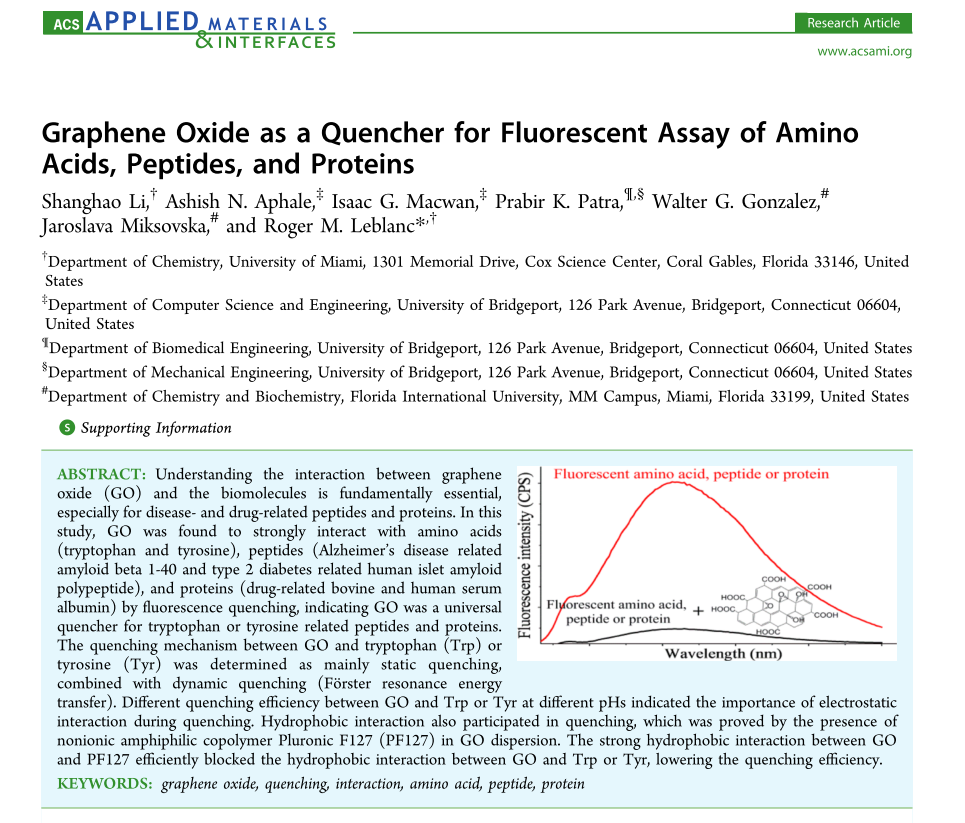 ACS APPLIED MATERIALS
& INTERFACES
Research Article
www.acsami.org
Graphene Oxide as a Quencher for Fluorescent Assay of Amino
Acids, Peptides, and Proteins
Shanghao Li,† Ashish N. Aphale,‡ Isaac G. Macwan,‡ Prabir K. Patra,¶,§ Walter G. Gonzalez,#
Jaroslava Miksovska,# and Roger M. Leblanc*,†
†Department of Chemistry, University of Miami, 1301 Memorial Drive, Cox Science Center, Coral Gables, Florida 33146, United
States
‡Department of Computer Science and Engineering, University of Bridgeport, 126 Park Avenue, Bridgeport, Connecticut 06604,
United States
¶Department of Biomedical Engineering, University of Bridgeport, 126 Park Avenue, Bridgeport, Connecticut 06604, United States
§Department of Mechanical Engineering, University of Bridgeport, 126 Park Avenue, Bridgeport, Connecticut 06604, United States
#Department of Chemistry and Biochemistry, Florida International University, MM Campus, Miami, Florida 33199, United States
S Supporting Information
ABSTRACT: Understanding the interaction between graphene
oxide (GO) and the biomolecules is fundamentally essential,
especially for disease- and drug-related peptides and proteins. In this
study, GO was found to strongly interact with amino acids
(tryptophan and tyrosine), peptides (Alzheimer's disease related
amyloid beta 1-40 and type 2 diabetes related human islet amyloid
polypeptide), and proteins (drug-related bovine and human serum
albumin) by fluorescence quenching, indicating GO was a universal
quencher for tryptophan or tyrosine related peptides and proteins.
The quenching mechanism between GO and tryptophan (Trp) or
tyrosine (Tyr) was determined as mainly static quenching,
combined with dynamic quenching (Förster resonance energy
transfer). Different quenching efficiency between GO and Trp or Tyr at different pHs indicated the importance of electrostatic
interaction during quenching. Hydrophobic interaction also participated in quenching, which was proved by the presence of
nonionic amphiphilic copolymer Pluronic F127 (PF127) in GO dispersion. The strong hydrophobic interaction between GO
and PF127 efficiently blocked the hydrophobic interaction between GO and Trp or Tyr, lowering the quenching efficiency.
Fluorescent amino acid, peptide or protein
Fluorescence intensity (CPS)
Fluorescent amino acid,
peptide or protein
+
COOH
COOH
HOOC
OH
HOOC
COOH
OH
HOOC
Wavelength (nm)
KEYWORDS: graphene oxide, quenching, interaction, amino acid, peptide, protein